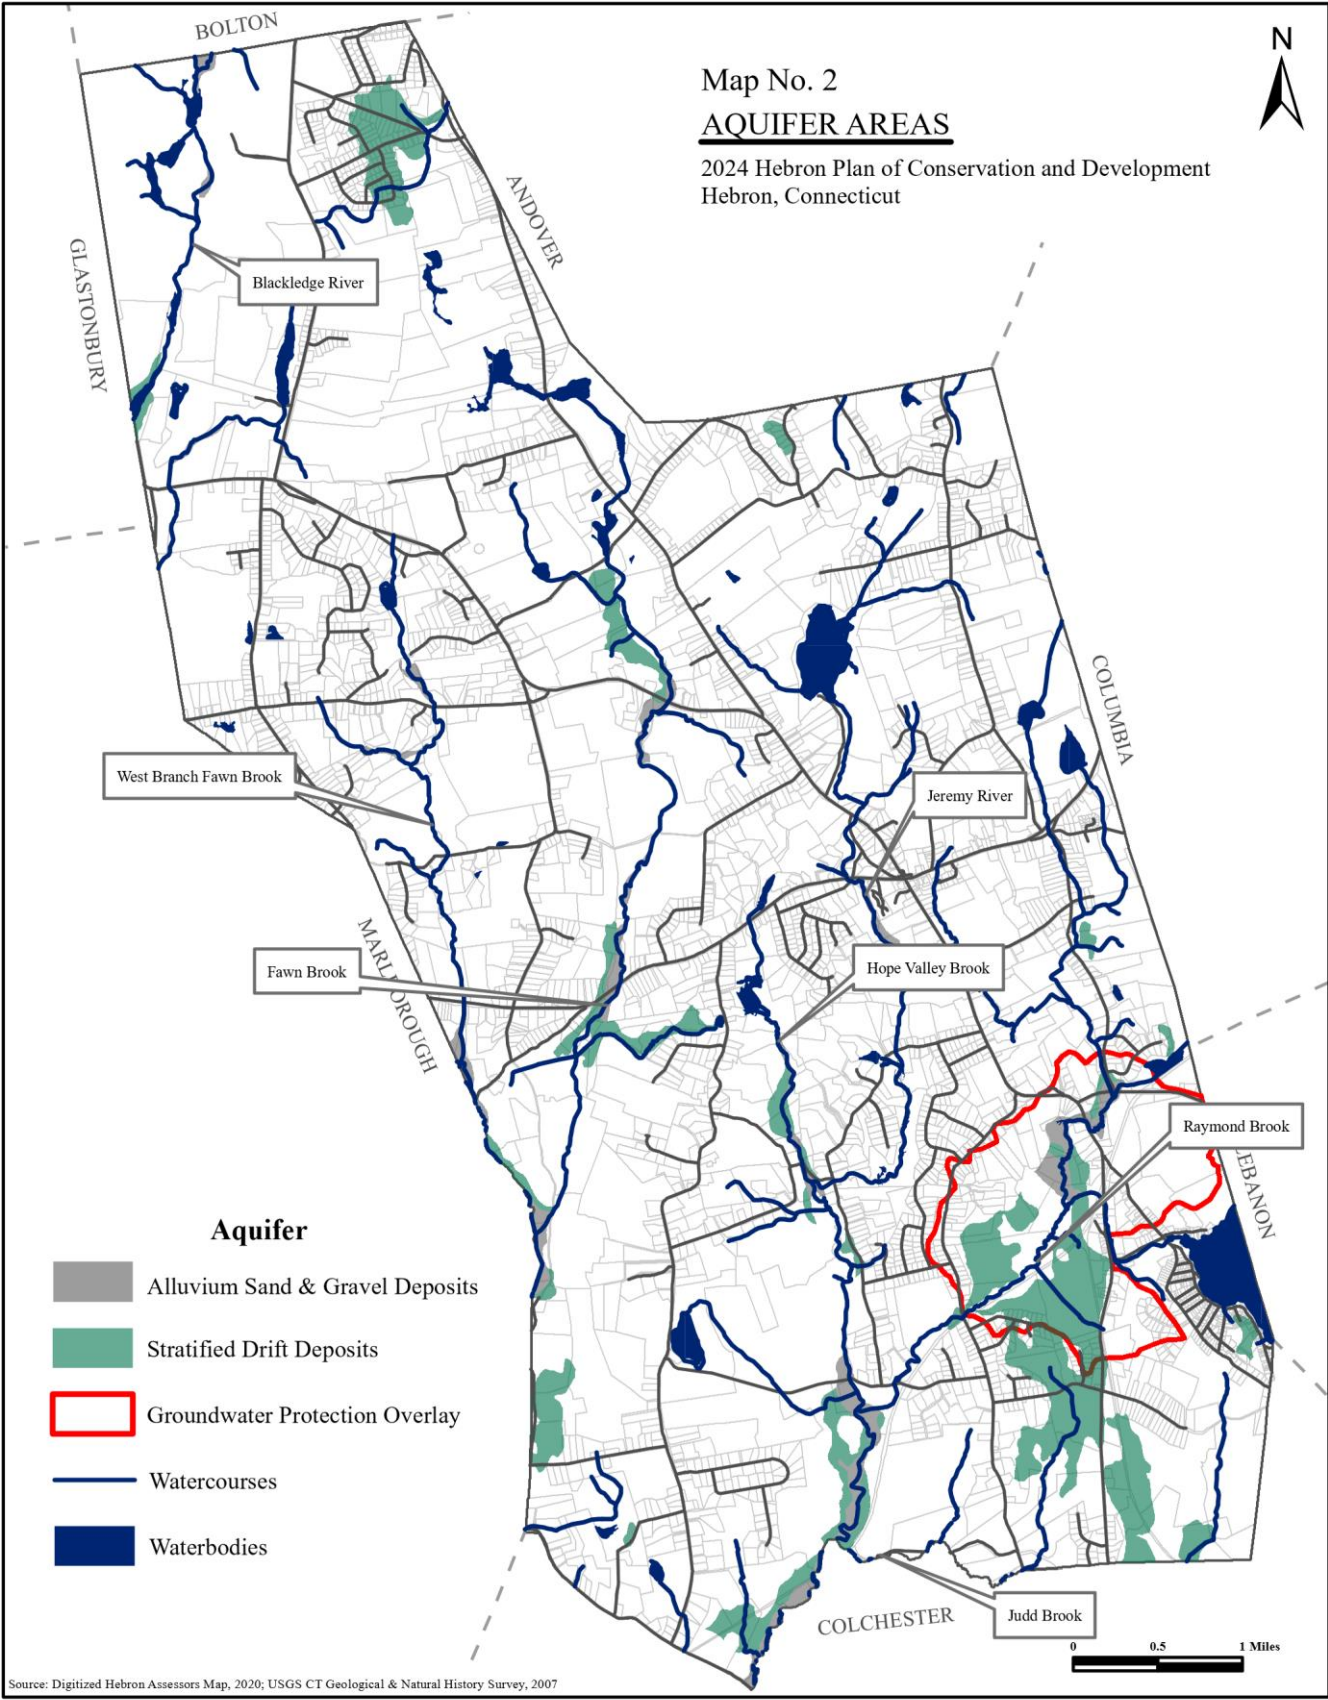 BOLTON
N
Map No. 2
AQUIFER AREAS
2024 Hebron Plan of Conservation and Development
Hebron, Connecticut
ANDOVER
GLASTONBURY
Blackledge River
COLUMBIA
West Branch Fawn Brook
Jeremy River
MARLBOROUGH
Fawn Brook
Hope Valley Brook
Raymond Brook
LEBANON
Aquifer
Alluvium Sand & Gravel Deposits
Stratified Drift Deposits
Groundwater Protection Overlay
Watercourses
Waterbodies
Judd Brook
COLCHESTER
0 0.5 1 Miles
Source: Digitized Hebron Assessors Map, 2020; USGS CT Geological & Natural History Survey, 2007